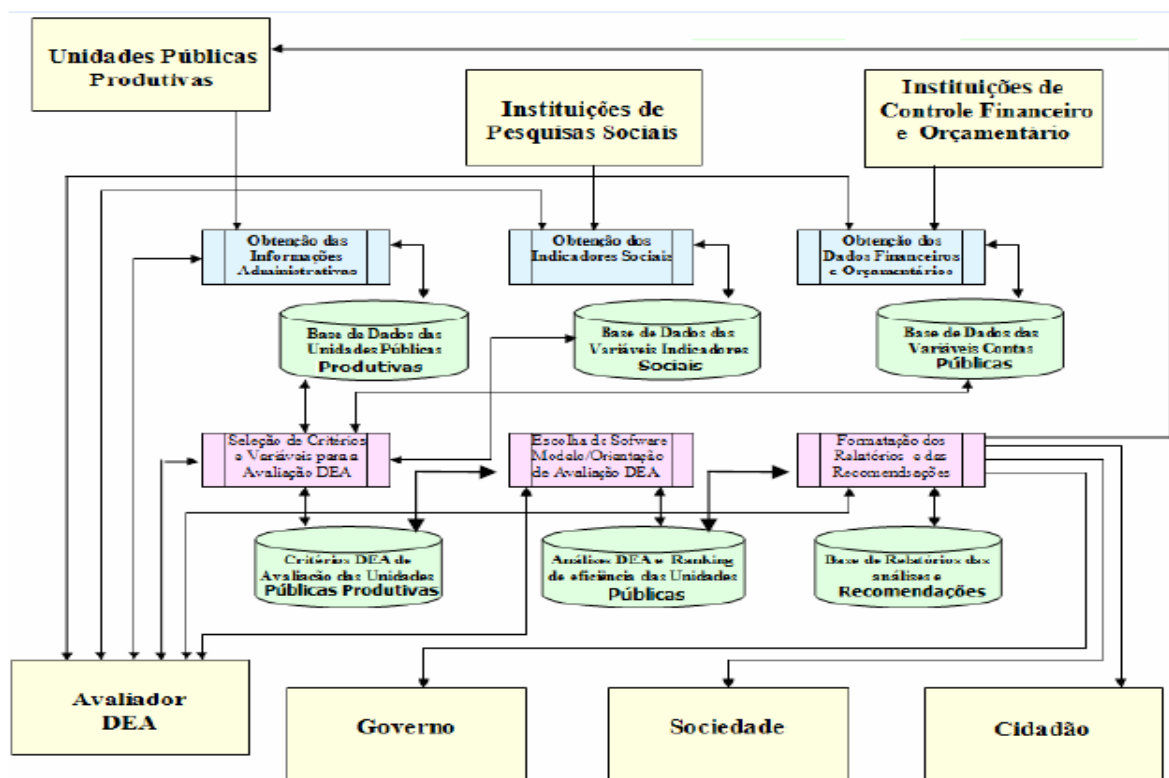 Unidades Públicas
Produtivas
Instituições de
Pesquisas Sociais
Instituições de
Controle Financeiro
e Orçamentário
Obtenção das
Informações
Administrativas
Obtenção dos
Indicadores Sociais
Obtenção dos
Dados Financeiros
e Orçamentários
Base de Dados das
Unidades Públicas
Produtivas
Base de Dados das
Variáveis Indicadores
Sociais
Base de Dados das
Variáveis Contas
Públicas
Seleção de Critérios
e Variáveis para a
Avaliação DEA
Escolha de Sofware
Modelo/Orientação
de Avaliação DEA
Formatação dos
Relatórios e das
Recomendsações
Critérios DEA de
Avaliação das Unidades
Públicas Produtivas
Análises DEA e Ranking
de eficiência das Unidades
Públicas
Base de Relatórios das
análises e
Recomendações
Avaliador
DEA
Governo
Sociedade
Cidadão